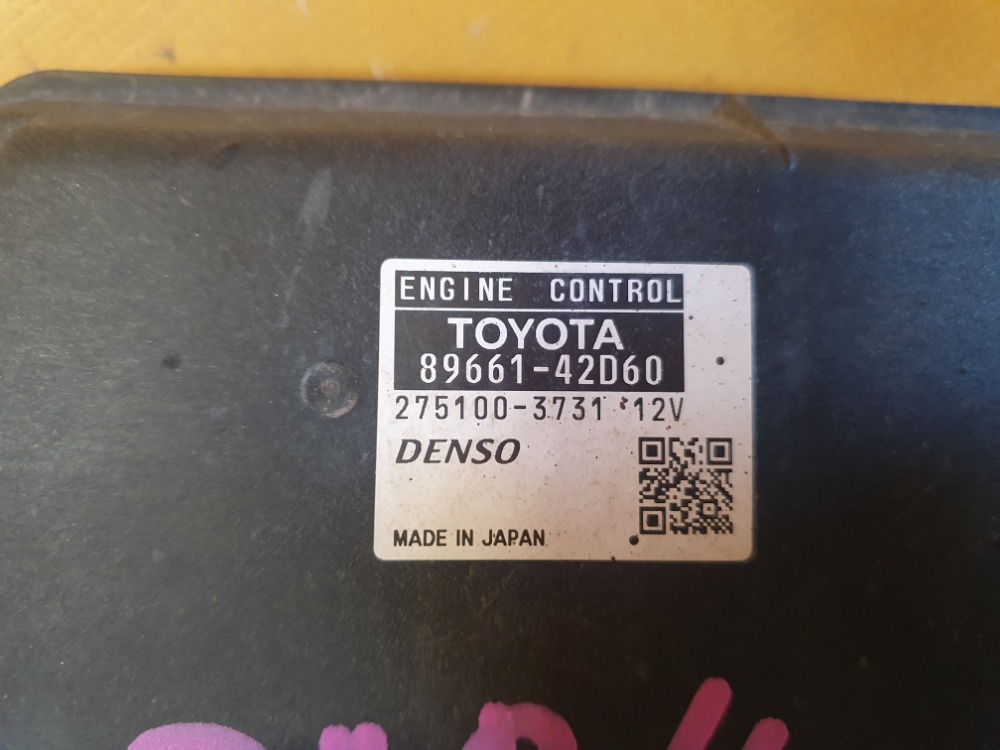 ENGINE CONTROL
TOYOTA
89661-42D60
275100-3731 12V
DENSO
MADE IN JAPAN